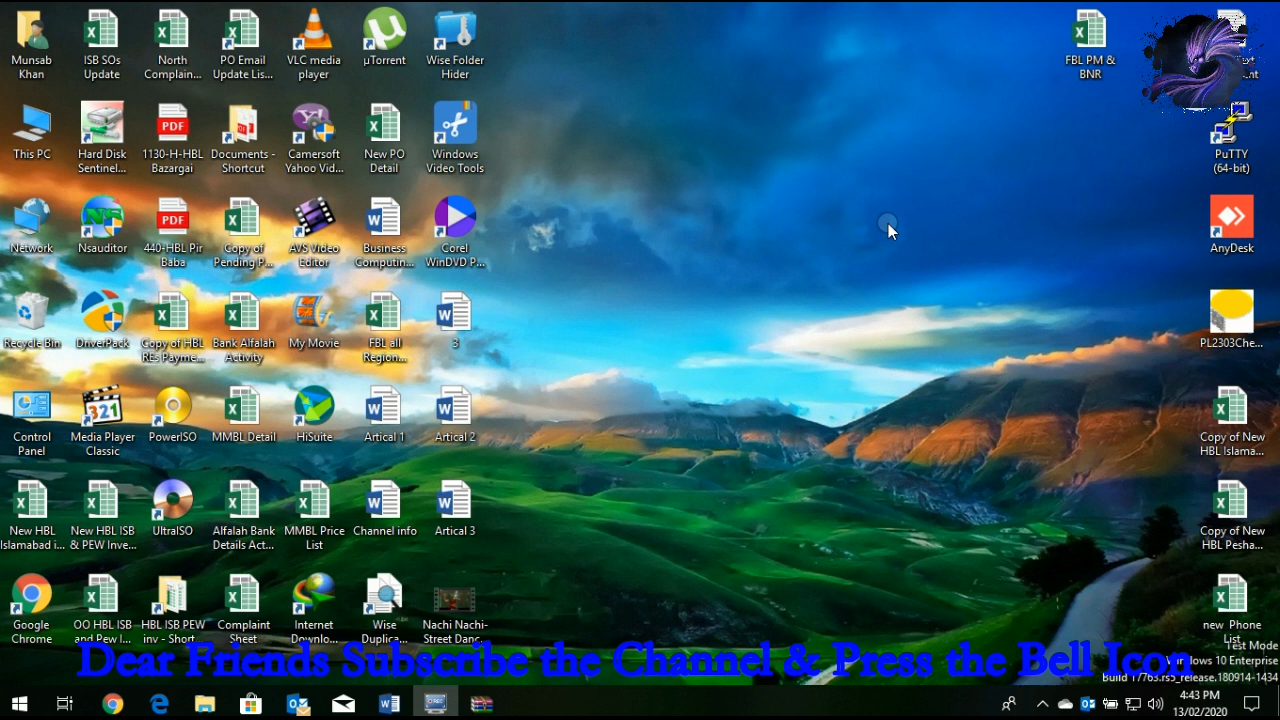 Munsab
Khan
ISB SOs
Update
North
Complain...
PO Email
Update Lis...
VLC media
player
µTorrent
Wise Folder
Hider
FBL PM &
BNR
This PC
Hard Disk
Sentinel...
PDF
1130-H-HBL
Bazargai
Documents -
Shortcut
Camersoft
Yahoo Vid...
New PO
Detail
Windows
Video Tools
PuTTY
(64-bit)
Network
Nsauditor
PDF
440-HBL Pir
Baba
Copy of
Pending P...
AVS Video
Editor
Business
Computin...
Corel
WinDVD P...
AnyDesk
Recycle Bin
DriverPack
Copy of HBL
REs Payme...
Bank Alfalah
Activity
My Movie
FBL all
Region...
3
PL2303Che...
Control
Panel
321
Media Player
Classic
PowerISO
MMBL Detail
HiSuite
Artical 1
Artical 2
Copy of New
HBL Islama...
New HBL
Islamabad i...
New HBL ISB
& PEW Inve...
UltraISO
Alfalah Bank
Details Act...
MMBL Price
List
Channel info
Artical 3
Copy of New
HBL Pesha...
Google
Chrome
OO HBL ISB
and Pew I...
HBL ISB PEW
inv - Short...
Complaint
Sheet
Internet
Downlo...
Wise
Duplica...
Nachi Nachi-
Street Danc...
new Phone
List
Dear Friends Subscribe the Channel & Press the Bell Icon
Test Mode
Windows 10 Enterprise
Build 17763.rs5_release.180914-1434
4:43 PM
13/02/2020